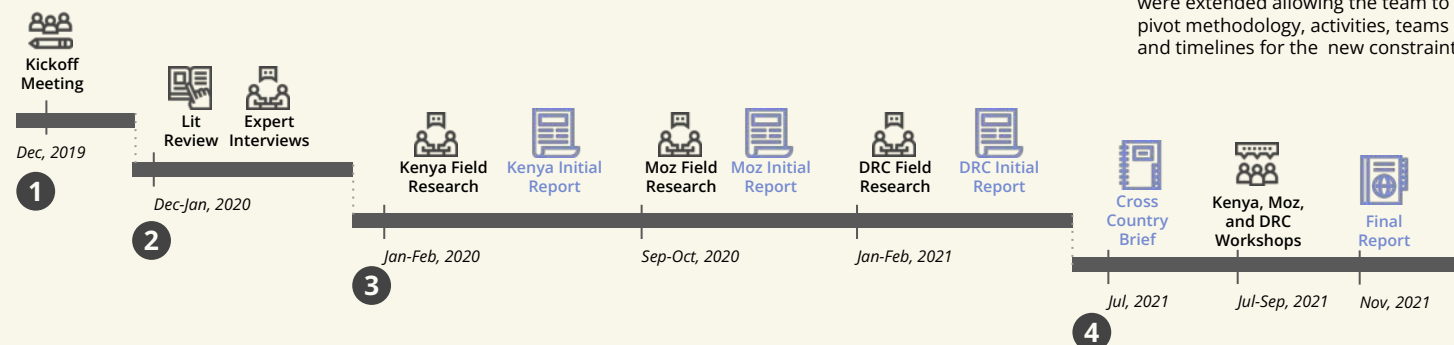 were extended allowing the team to
pivot methodology, activities, teams
and timelines for the new constraint
Kickoff
Meeting
Dec, 2019
1
Lit
Review
Expert
Interviews
Dec-Jan, 2020
2
Kenya Field
Research
Kenya Initial
Report
Moz Field
Research
Moz Initial
Report
DRC Field
Research
DRC Initial
Report
Jan-Feb, 2020
Sep-Oct, 2020
Jan-Feb, 2021
3
Cross
Country
Brief
Kenya, Moz,
and DRC
Workshops
Final
Report
Jul, 2021
Jul-Sep, 2021
Nov, 2021
4